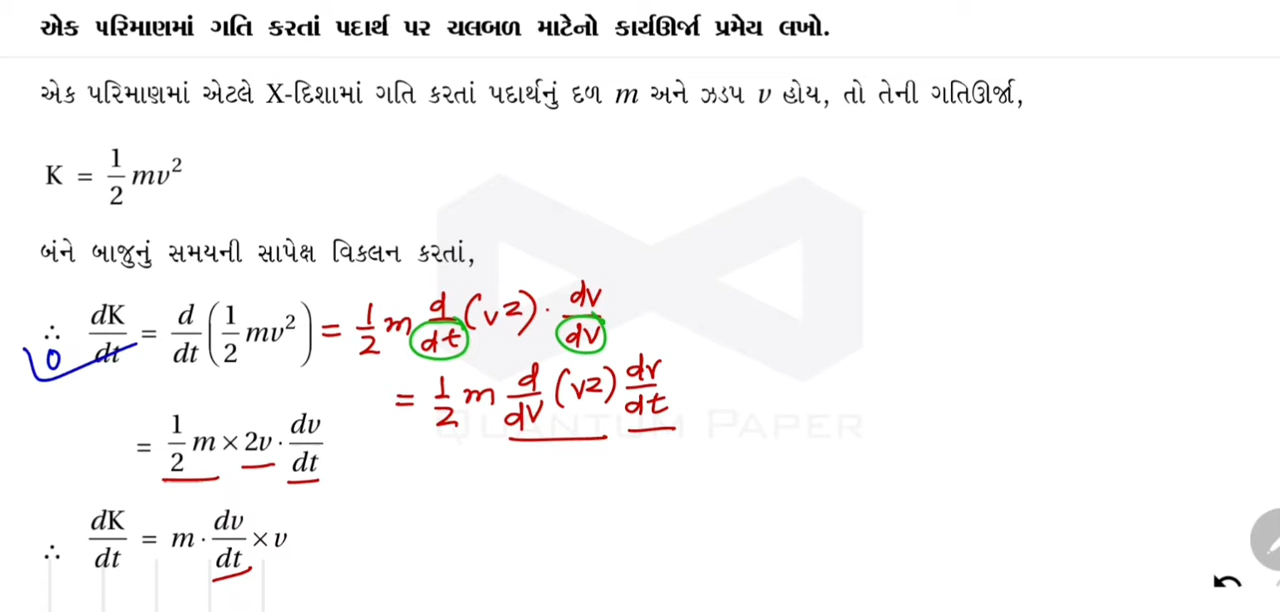 એક પરિમાણમાં ગતિ કરતાં પદાર્થ પર ચલબળ માટેનો કાર્યઊર્જા પ્રમેય લખો.
એક પરિમાણમાં એટલે X-દિશામાં ગતિ કરતાં પદાર્થનું દળ m અને ઝડપ v હોય, તો તેની ગતિઊર્જા,
K = 1/2 mv²
બંને બાજુનું સમયની સાપેક્ષ વિકલન કરતાં,
∴ dK/dt = d/dt (1/2 mv²) = 1/2 m d/dt (v2) · dv/dv
0
= 1/2 m d/dv (v2) dv/dt
QUANTUM PAPER
= 1/2 m × 2v · dv/dt
∴ dK/dt = m · dv/dt × v